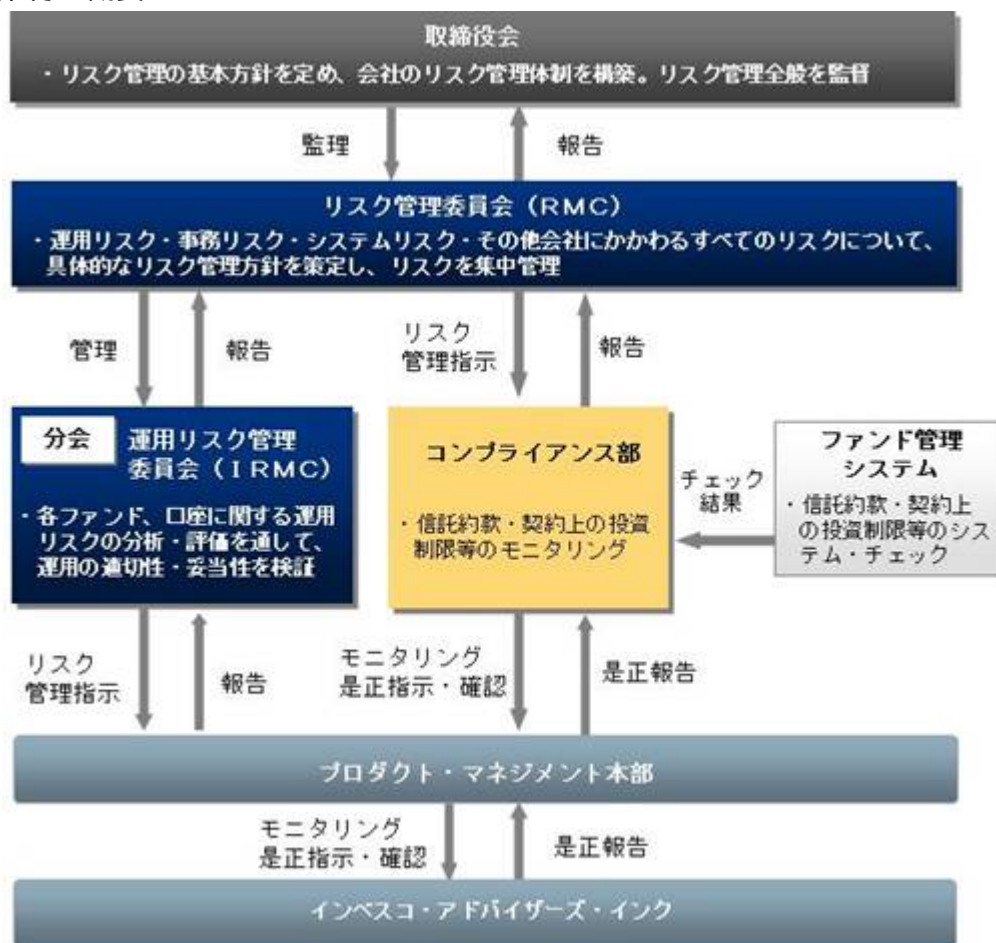 取締役会
・リスク管理の基本方針を定め、会社のリスク管理体制を構築。リスク管理全般を監督
監理
報告
リスク管理委員会(RMC)
・運用リスク・事務リスク・システムリスク・その他会社にかかわるすべてのリスクについて、
具体的なリスク管理方針を策定し、リスクを集中管理
管理
報告
リスク
管理指示
報告
分会
運用リスク管理
委員会(IRMC)
・各ファンド、口座に関する運用
リスクの分析・評価を通して、
運用の適切性・妥当性を検証
コンプライアンス部
・信託約款・契約上の投資
制限等のモニタリング
チェック
結果
ファンド管理
システム
・信託約款・契約上
の投資制限等のシス
テム・チェック
リスク
管理指示
報告
モニタリング
是正指示・確認
是正報告
プロダクト・マネジメント本部
モニタリング
是正指示・確認
是正報告
インベスコ・アドバイザーズ・インク